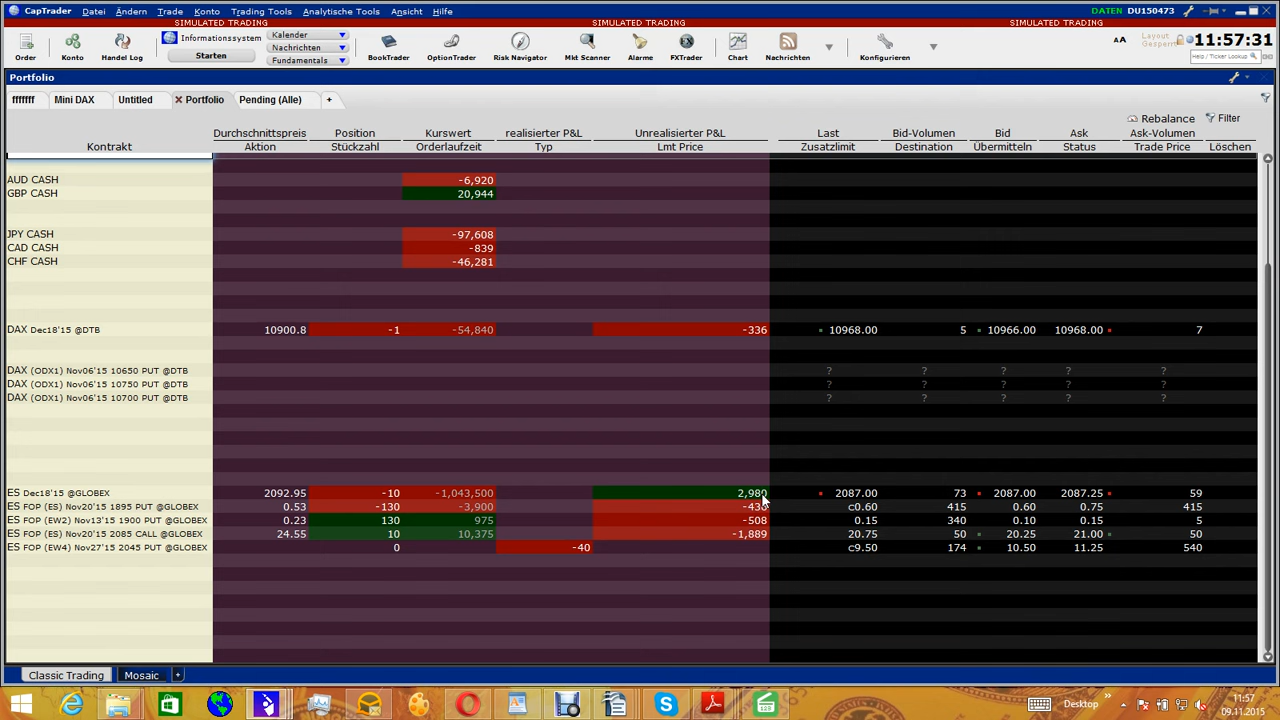 CapTrader Datei Ändern Trade Konto Trading Tools Analytische Tools Ansicht Hilfe DATEN DU150473
SIMULATED TRADING SIMULATED TRADING SIMULATED TRADING
Order Konto Handel Log Informationssystem Starten Kalender Nachrichten Fundamentals BookTrader OptionTrader Risk Navigator Mkt Scanner Alarme FXTrader Chart Nachrichten Konfigurieren AA Layout Gesperrt 11:57:31
Help / Ticker Lookup
Portfolio
fffffff Mini DAX Untitled Portfolio Pending (Alle) +
Rebalance Filter
Durchschnittspreis Position Kurswert realisierter P&L Unrealisierter P&L Last Bid-Volumen Bid Ask Ask-Volumen
Kontrakt Aktion Stückzahl Orderlaufzeit Typ Lmt Price Zusatzlimit Destination Übermitteln Status Trade Price Löschen
AUD CASH -6,920
GBP CASH 20,944
JPY CASH -97,608
CAD CASH -839
CHF CASH -46,281
DAX Dec18'15 @DTB 10900.8 -1 -54,840 -336 10968.00 5 10966.00 10968.00 7
DAX (ODX1) Nov06'15 10650 PUT @DTB ? ? ? ? ?
DAX (ODX1) Nov06'15 10750 PUT @DTB ? ? ? ? ?
DAX (ODX1) Nov06'15 10700 PUT @DTB ? ? ? ? ?
ES Dec18'15 @GLOBEX 2092.95 -10 -1,043,500 2,980 2087.00 73 2087.00 2087.25 59
ES FOP (ES) Nov20'15 1895 PUT @GLOBEX 0.53 -130 -3,900 c0.60 415 0.60 0.75 415
ES FOP (EW2) Nov13'15 1900 PUT @GLOBEX 0.23 130 975 -508 0.15 340 0.10 0.15 5
ES FOP (ES) Nov20'15 2085 CALL @GLOBEX 24.55 10 10,375 -1,889 20.75 50 20.25 21.00 50
ES FOP (EW4) Nov27'15 2045 PUT @GLOBEX 0 -40 c9.50 174 10.50 11.25 540
Classic Trading Mosaic +
Desktop 11:57
09.11.2015